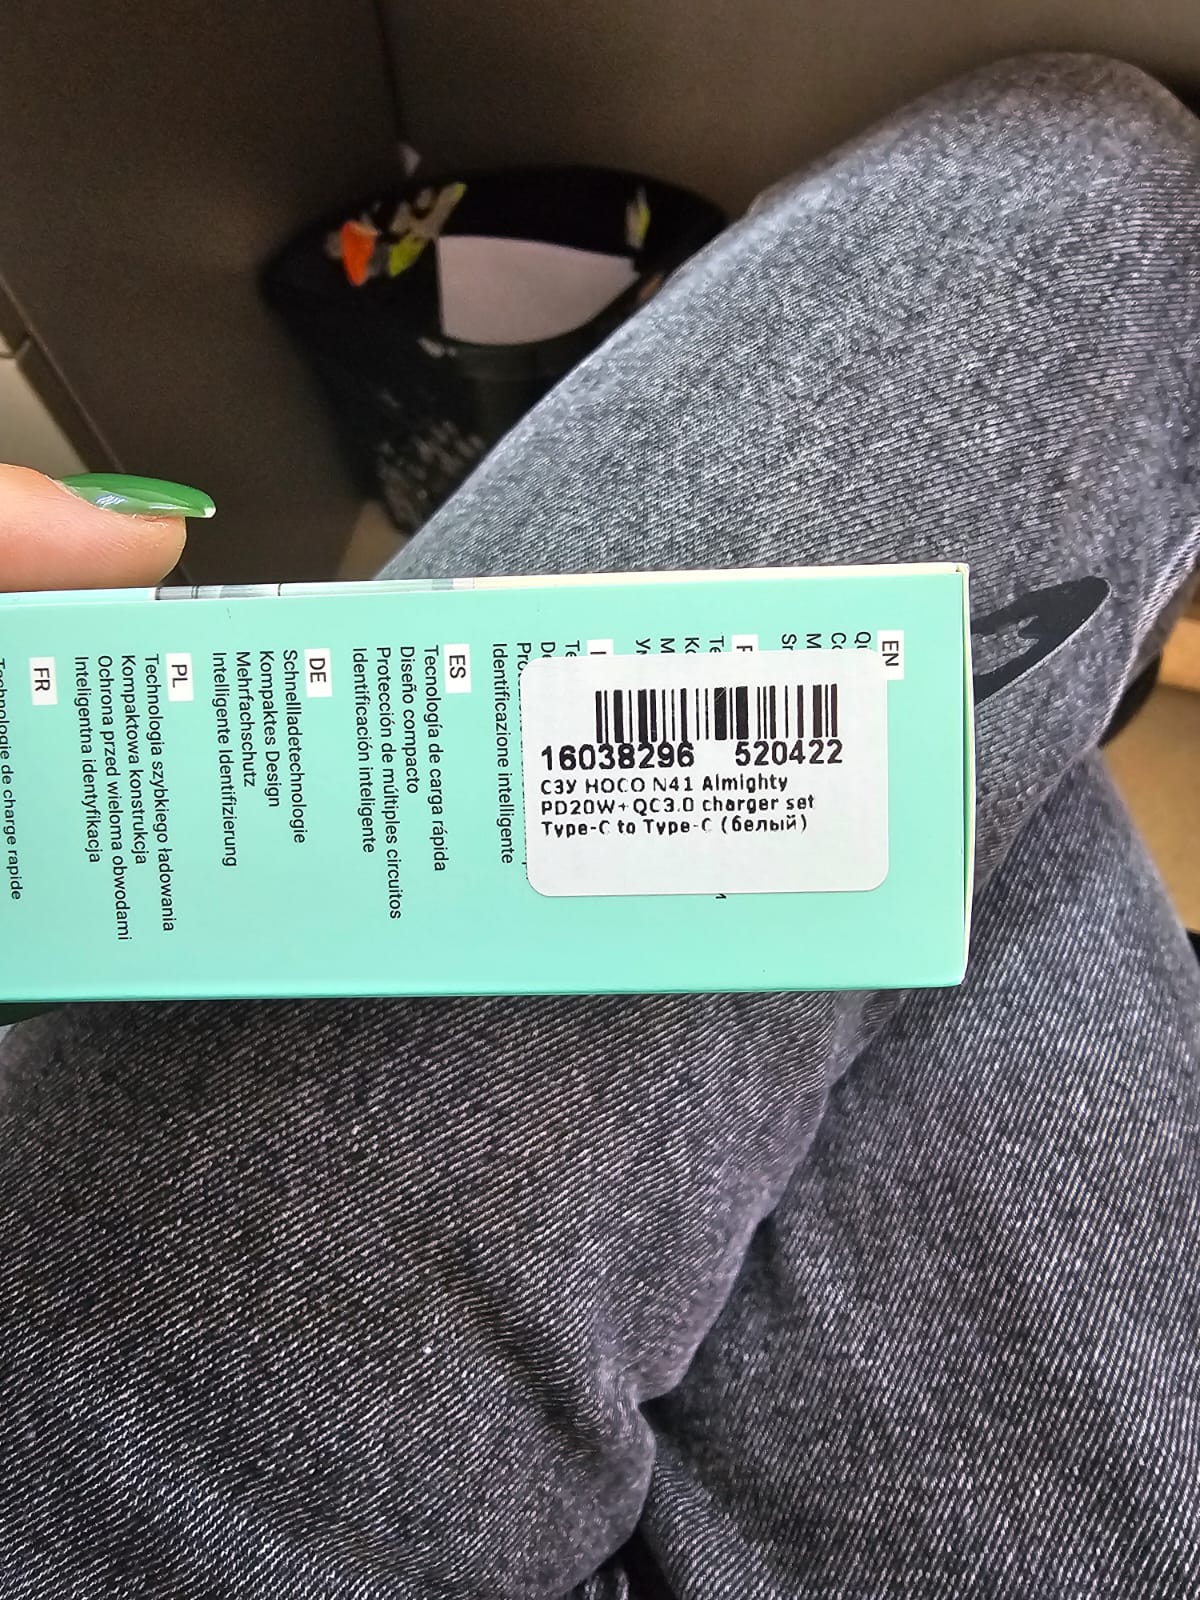 16038296 520422
СЗУ HOCO N41 Almighty
PD20W+QC3.0 charger set
Type-C to Type-C (белый)
EN
Identificazione intelligente
ES
Tecnología de carga rápida
Diseño compacto
Protección de múltiples circuitos
Identificación inteligente
DE
Schnellladetechnologie
Kompaktes Design
Mehrfachschutz
Intelligente Identifizierung
PL
Technologia szybkiego ładowania
Kompaktowa konstrukcja
Ochrona przed wieloma obwodami
Inteligentna identyfikacja
FR
Technologie de charge rapide